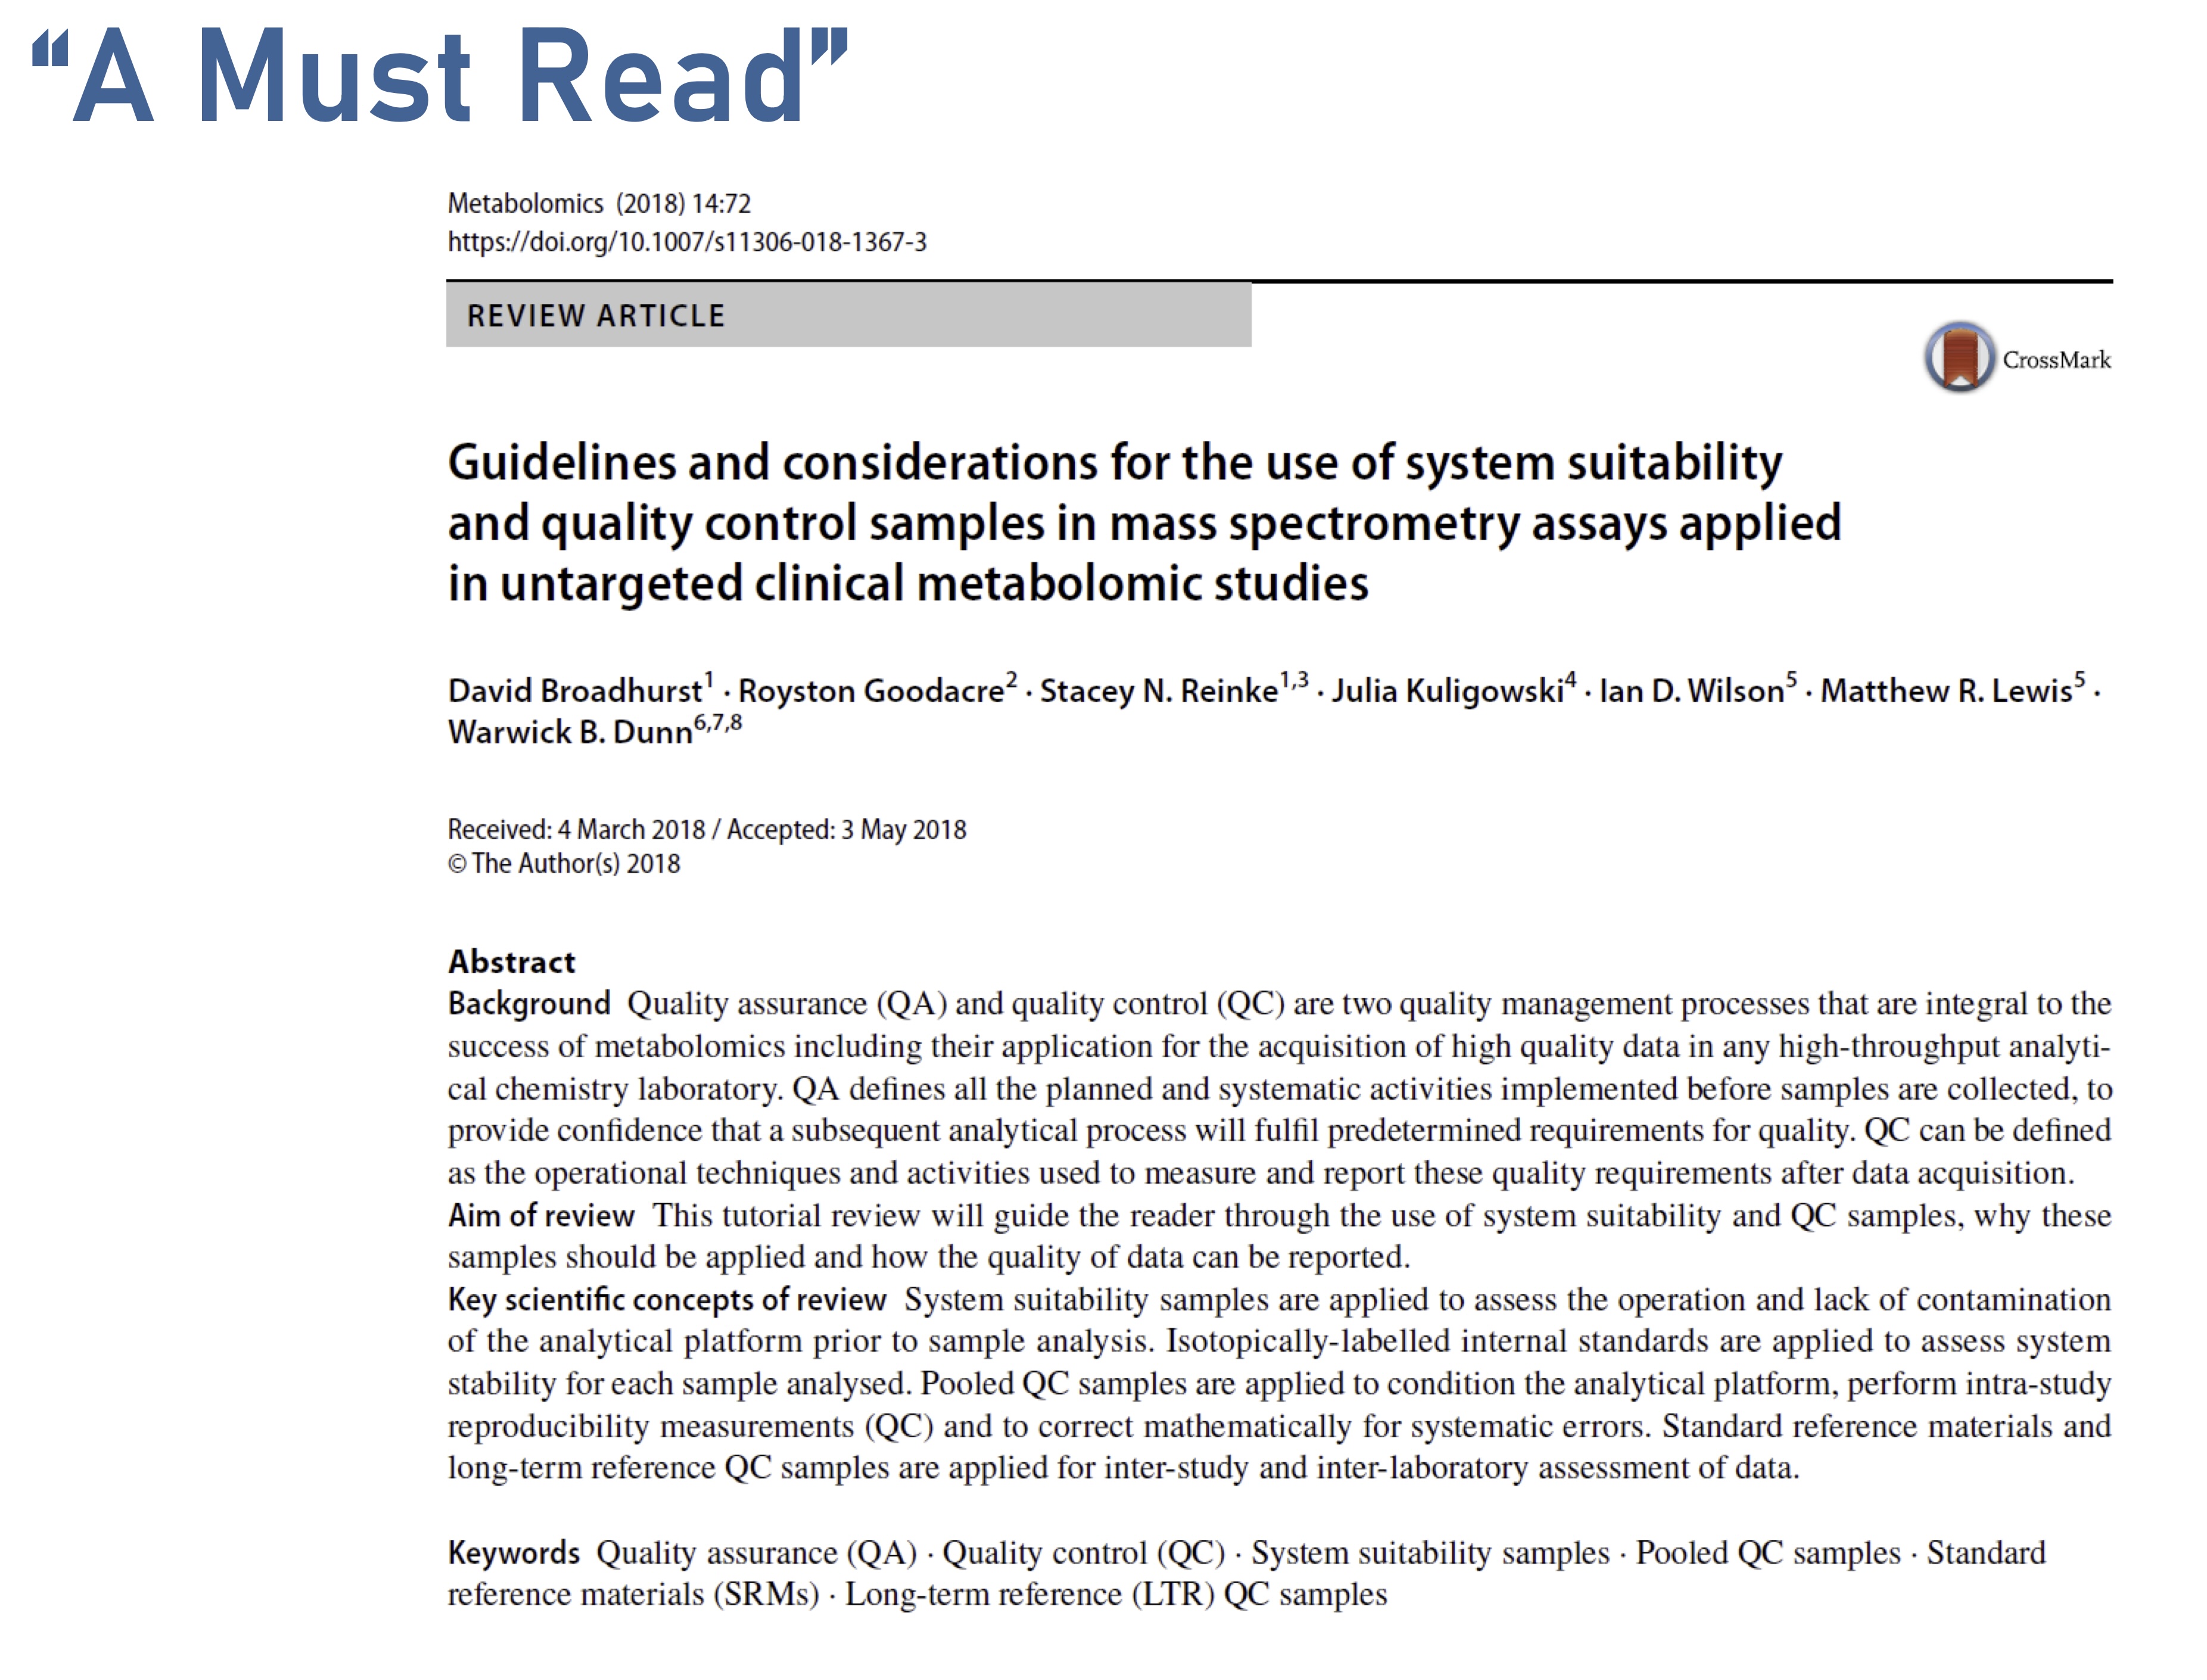 “A Must Read”
Metabolomics (2018) 14:72
https://doi.org/10.1007/s11306-018-1367-3
REVIEW ARTICLE
CrossMark
Guidelines and considerations for the use of system suitability
and quality control samples in mass spectrometry assays applied
in untargeted clinical metabolomic studies
David Broadhurst1 · Royston Goodacre2 · Stacey N. Reinke1,3 · Julia Kuligowski4 · Ian D. Wilson5 · Matthew R. Lewis5 ·
Warwick B. Dunn6,7,8
Received: 4 March 2018 / Accepted: 3 May 2018
© The Author(s) 2018
Abstract
Background Quality assurance (QA) and quality control (QC) are two quality management processes that are integral to the
success of metabolomics including their application for the acquisition of high quality data in any high-throughput analyti-
cal chemistry laboratory. QA defines all the planned and systematic activities implemented before samples are collected, to
provide confidence that a subsequent analytical process will fulfil predetermined requirements for quality. QC can be defined
as the operational techniques and activities used to measure and report these quality requirements after data acquisition.
Aim of review This tutorial review will guide the reader through the use of system suitability and QC samples, why these
samples should be applied and how the quality of data can be reported.
Key scientific concepts of review System suitability samples are applied to assess the operation and lack of contamination
of the analytical platform prior to sample analysis. Isotopically-labelled internal standards are applied to assess system
stability for each sample analysed. Pooled QC samples are applied to condition the analytical platform, perform intra-study
reproducibility measurements (QC) and to correct mathematically for systematic errors. Standard reference materials and
long-term reference QC samples are applied for inter-study and inter-laboratory assessment of data.
Keywords Quality assurance (QA) · Quality control (QC) · System suitability samples · Pooled QC samples · Standard
reference materials (SRMs) · Long-term reference (LTR) QC samples